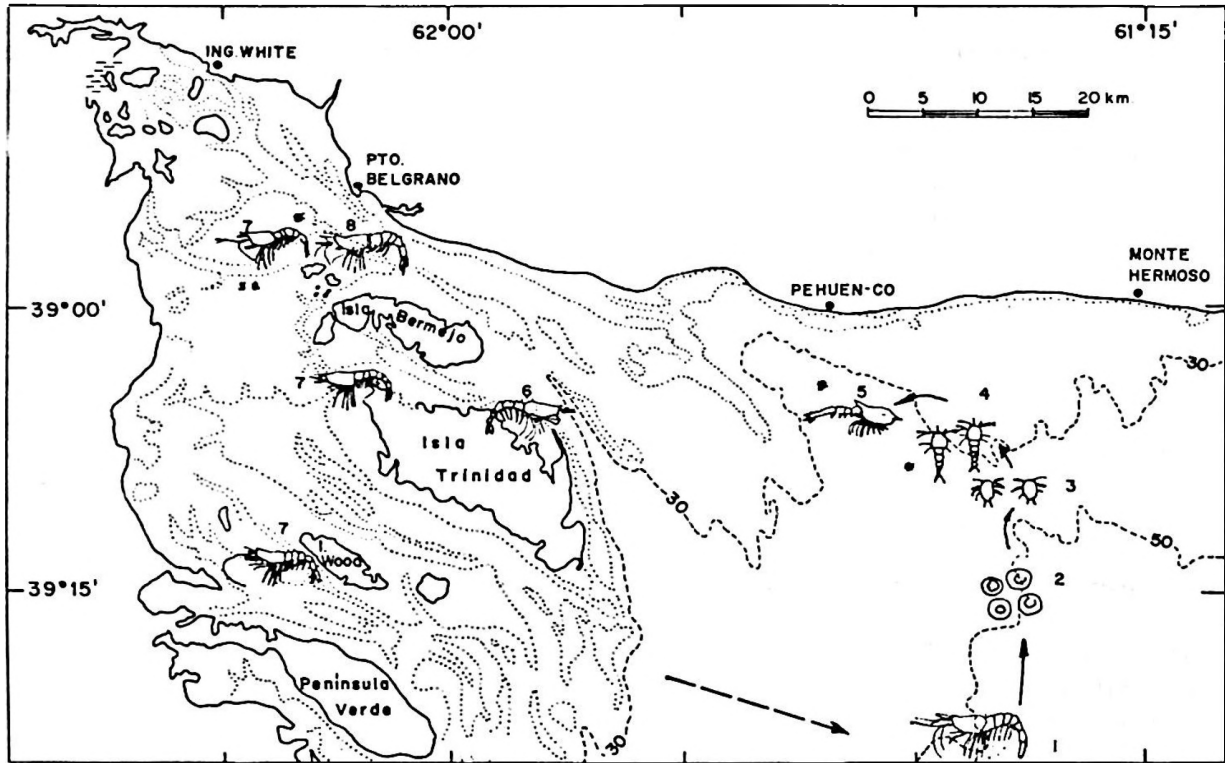 62°00'
61°15'
ING. WHITE
0 5 10 15 20 km
PTO.
BELGRANO
7
8
MONTE
HERMOSO
PEHUEN-CO
39°00'
Isla Bermejo
30
7
6
5
4
Isla
Trinidad
30
3
7
Wood
50
39°15'
2
Península
Verde
30
1